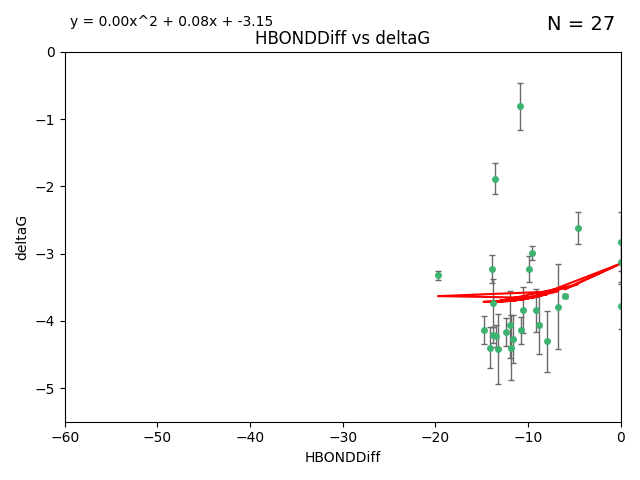 y = 0.00x^2 + 0.08x + -3.15
N = 27
HBONDDiff vs deltaG
0
−1
−2
−3
−4
−5
deltaG
−60
−50
−40
−30
−20
−10
0
HBONDDiff